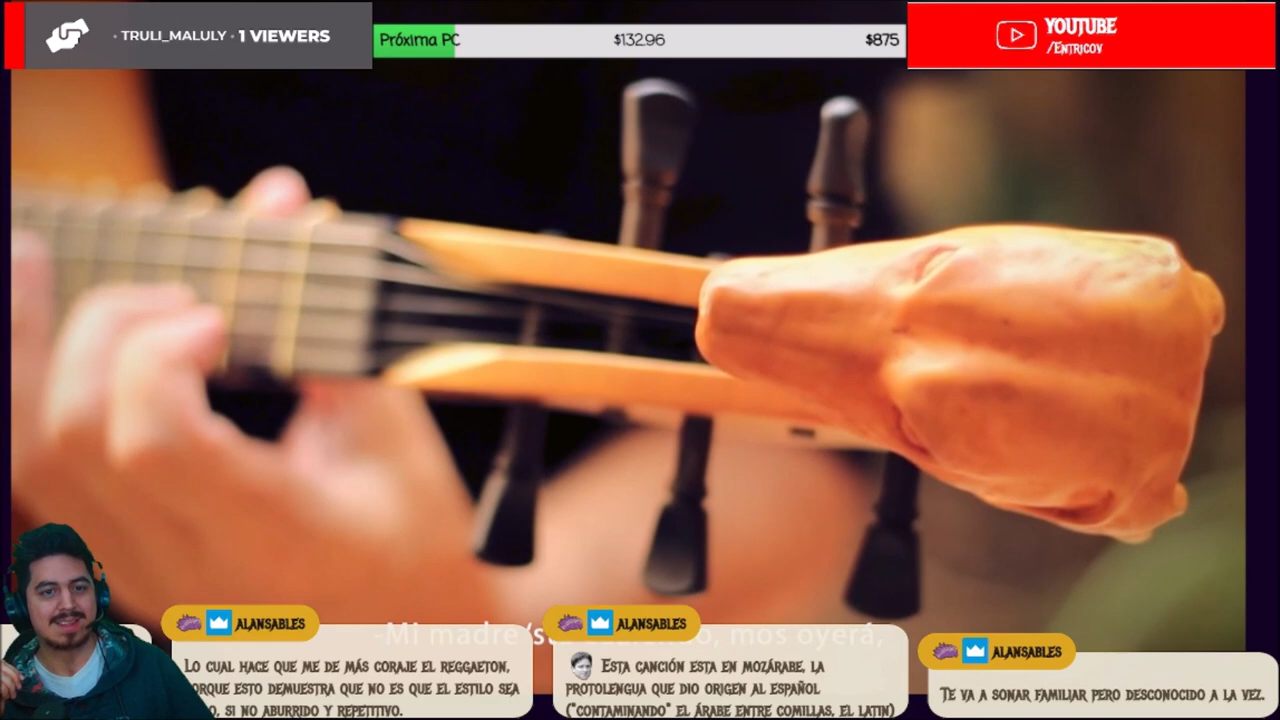 • TRULI_MALULY • 1 VIEWERS
Próxima PC
$132.96
$875
YOUTUBE
/ENTRICOV
-Mi madre
mos oyerá,
ALANSABLES
LO CUAL HACE QUE ME DE MÁS CORAJE EL REGGAETON,
ESTO DEMUESTRA QUE NO ES QUE EL ESTILO SEA
SI NO ABURRIDO Y REPETITIVO.
ALANSABLES
ESTA CANCIÓN ESTA EN MOZÁRABE, LA
PROTOLENGUA QUE DIO ORIGEN AL ESPAÑOL
("CONTAMINANDO" EL ÁRABE ENTRE COMILLAS, EL LATIN)
ALANSABLES
TE VA A SONAR FAMILIAR PERO DESCONOCIDO A LA VEZ.